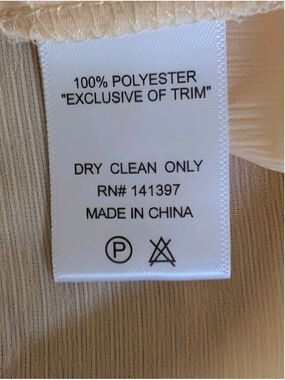 100% POLYESTER
"EXCLUSIVE OF TRIM"
DRY CLEAN ONLY
RN# 141397
MADE IN CHINA
P